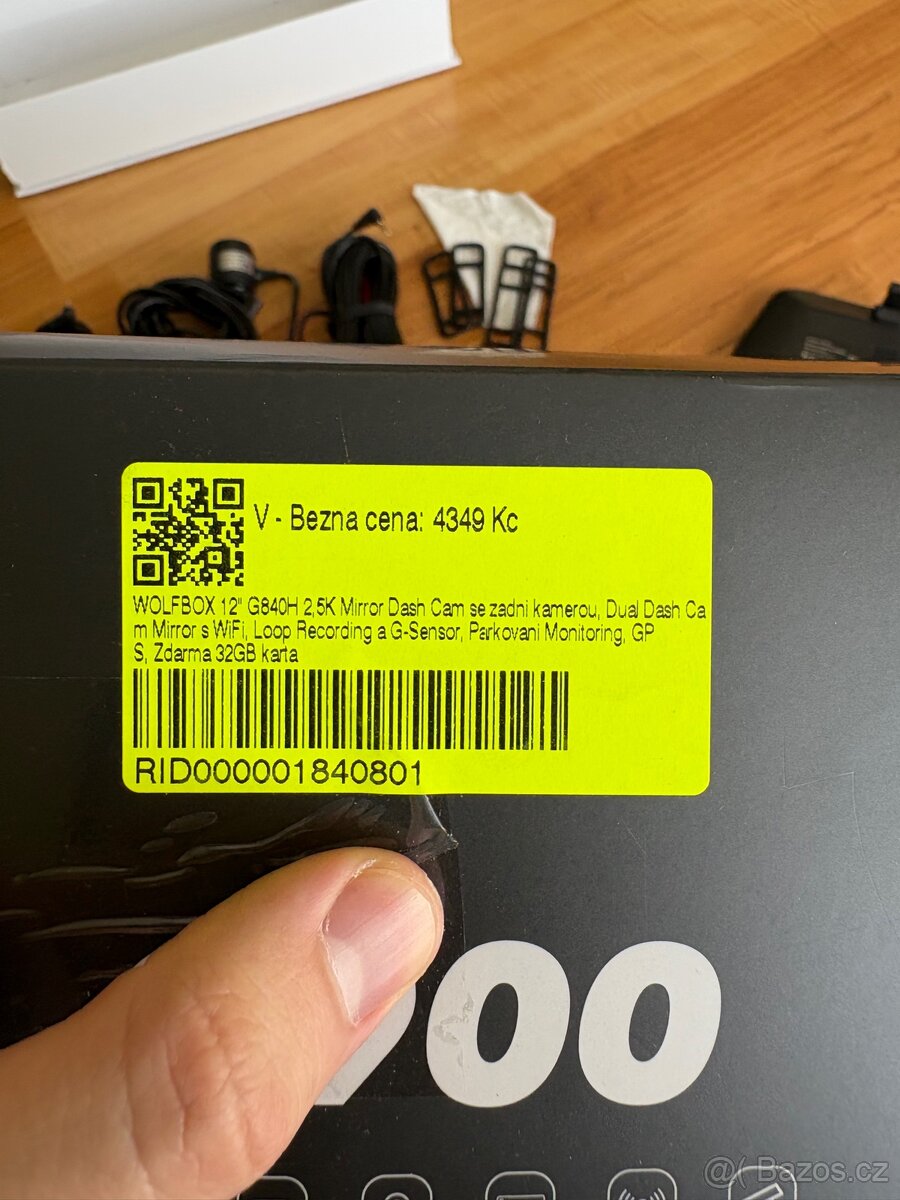 V - Bezna cena: 4349 Kc
WOLFBOX 12" G840H 2,5K Mirror Dash Cam se zadni kamerou, Dual Dash Ca
m Mirror s WiFi, Loop Recording a G-Sensor, Parkovani Monitoring, GP
S, Zdarma 32GB karta
RID000001840801
00
@( Bazos.cz